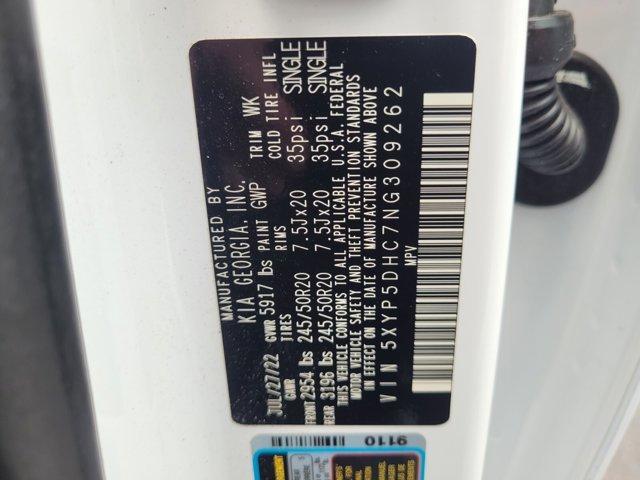 MANUFACTURED BY
KIA GEORGIA, INC.
JUL/27/22 GVWR 5917 lbs PAINT GWP TRIM WK
GAWR TIRES RIMS COLD TIRE INFL
FRONT 2954 lbs 245/50R20 7.5Jx20 35psi SINGLE
REAR 3196 lbs 245/50R20 7.5Jx20 35psi SINGLE
THIS VEHICLE CONFORMS TO ALL APPLICABLE U.S.A. FEDERAL
MOTOR VEHICLE SAFETY AND THEFT PREVENTION STANDARDS
IN EFFECT ON THE DATE OF MANUFACTURE SHOWN ABOVE
VIN 5XYP5DHC7NG309262
MPV
9110